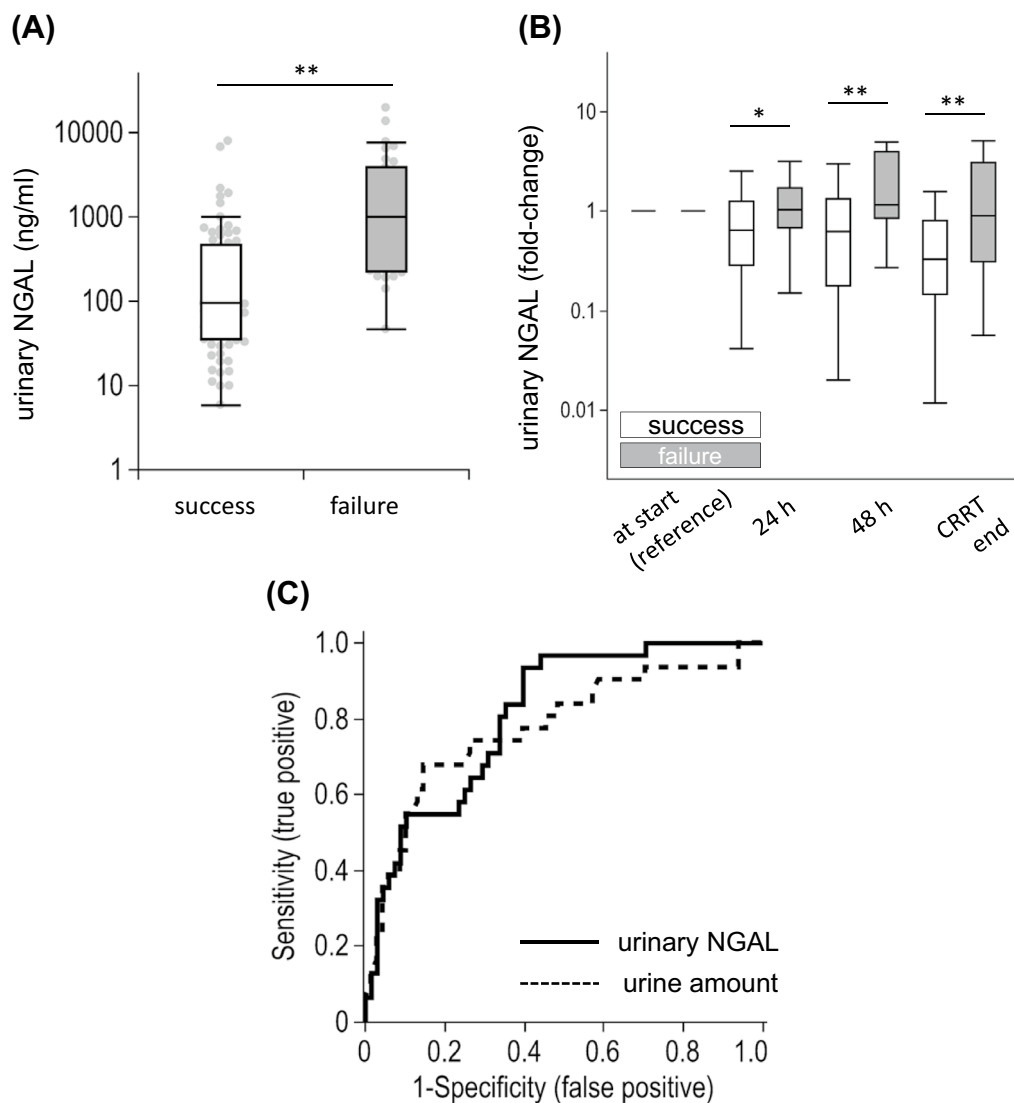 (A)
**
urinary NGAL (ng/ml)
10000
1000
100
10
1
success
failure
(B)
*
**
**
urinary NGAL (fold-change)
10
1
0.1
0.01
success
failure
at start
(reference)
24 h
48 h
CRRT
end
(C)
Sensitivity (true positive)
1.0
0.8
0.6
0.4
0.2
0
urinary NGAL
urine amount
0
0.2
0.4
0.6
0.8
1.0
1-Specificity (false positive)